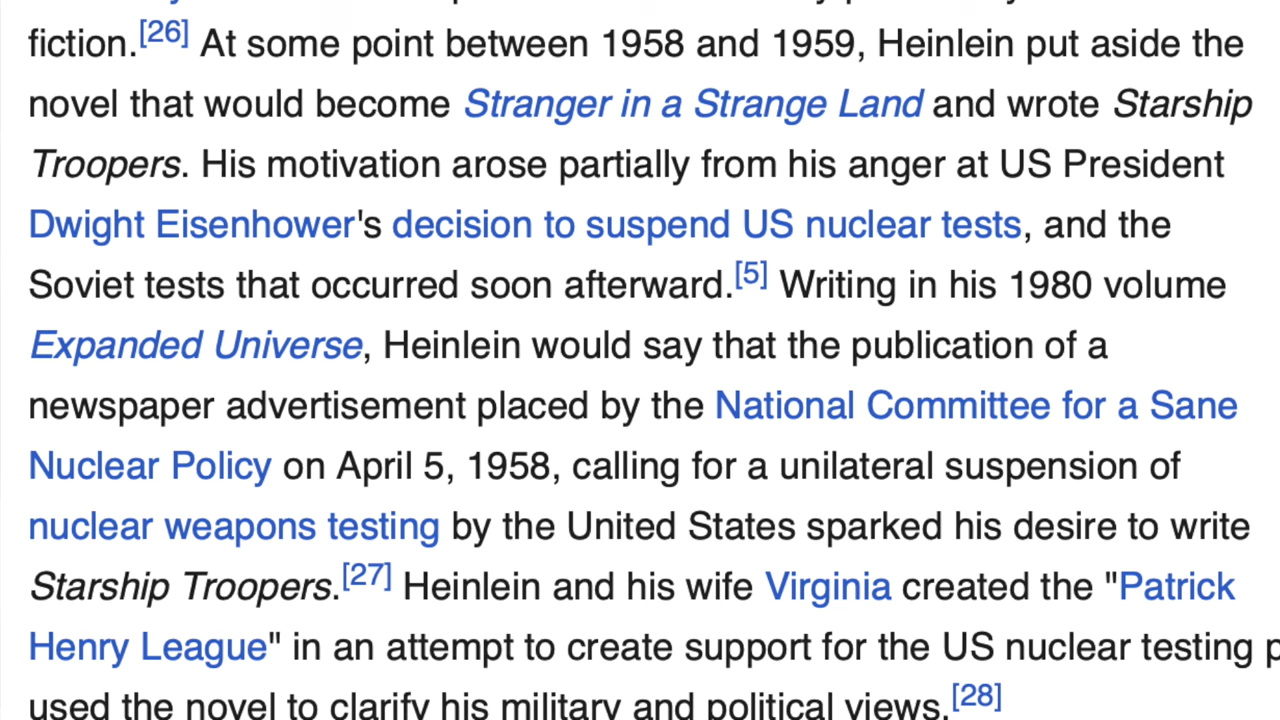 fiction.[26] At some point between 1958 and 1959, Heinlein put aside the
novel that would become Stranger in a Strange Land and wrote Starship
Troopers. His motivation arose partially from his anger at US President
Dwight Eisenhower's decision to suspend US nuclear tests, and the
Soviet tests that occurred soon afterward.[5] Writing in his 1980 volume
Expanded Universe, Heinlein would say that the publication of a
newspaper advertisement placed by the National Committee for a Sane
Nuclear Policy on April 5, 1958, calling for a unilateral suspension of
nuclear weapons testing by the United States sparked his desire to write
Starship Troopers.[27] Heinlein and his wife Virginia created the "Patrick
Henry League" in an attempt to create support for the US nuclear testing
used the novel to clarify his military and political views.[28]